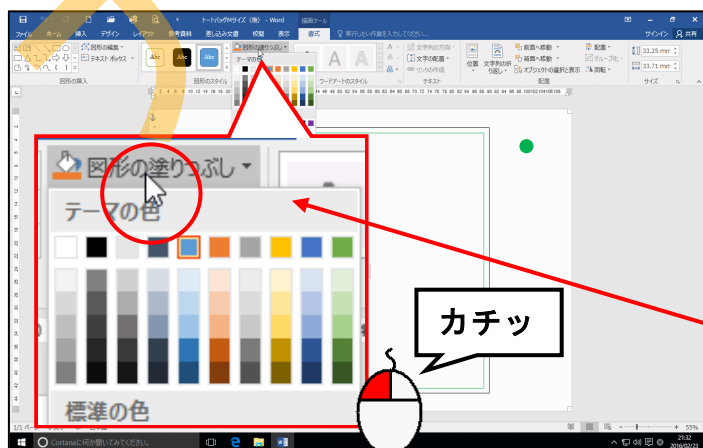 トートバッグMサイズ (後) - Word
描画ツール
ファイル ホーム 挿入 デザイン レイアウト 参考資料 差し込み文書 校閲 表示 書式 実行したい作業を入力してください...
サインイン 共有
図形の編集
テキスト ボックス
Abc Abc Abc
図形の塗りつぶし
テーマの色
文字列の方向
文字の配置
リンクの作成
位置
文字列の折り返し
前面へ移動
背面へ移動
オブジェクトの選択と表示
配置
グループ化
回転
33.25 mm
33.71 mm
図形の挿入 図形のスタイル ワードアートのスタイル テキスト 配置 サイズ
図形の塗りつぶし
テーマの色
標準の色
カチッ
55%
Cortanaに何か聞いてみてください。
21:32
2016/02/23